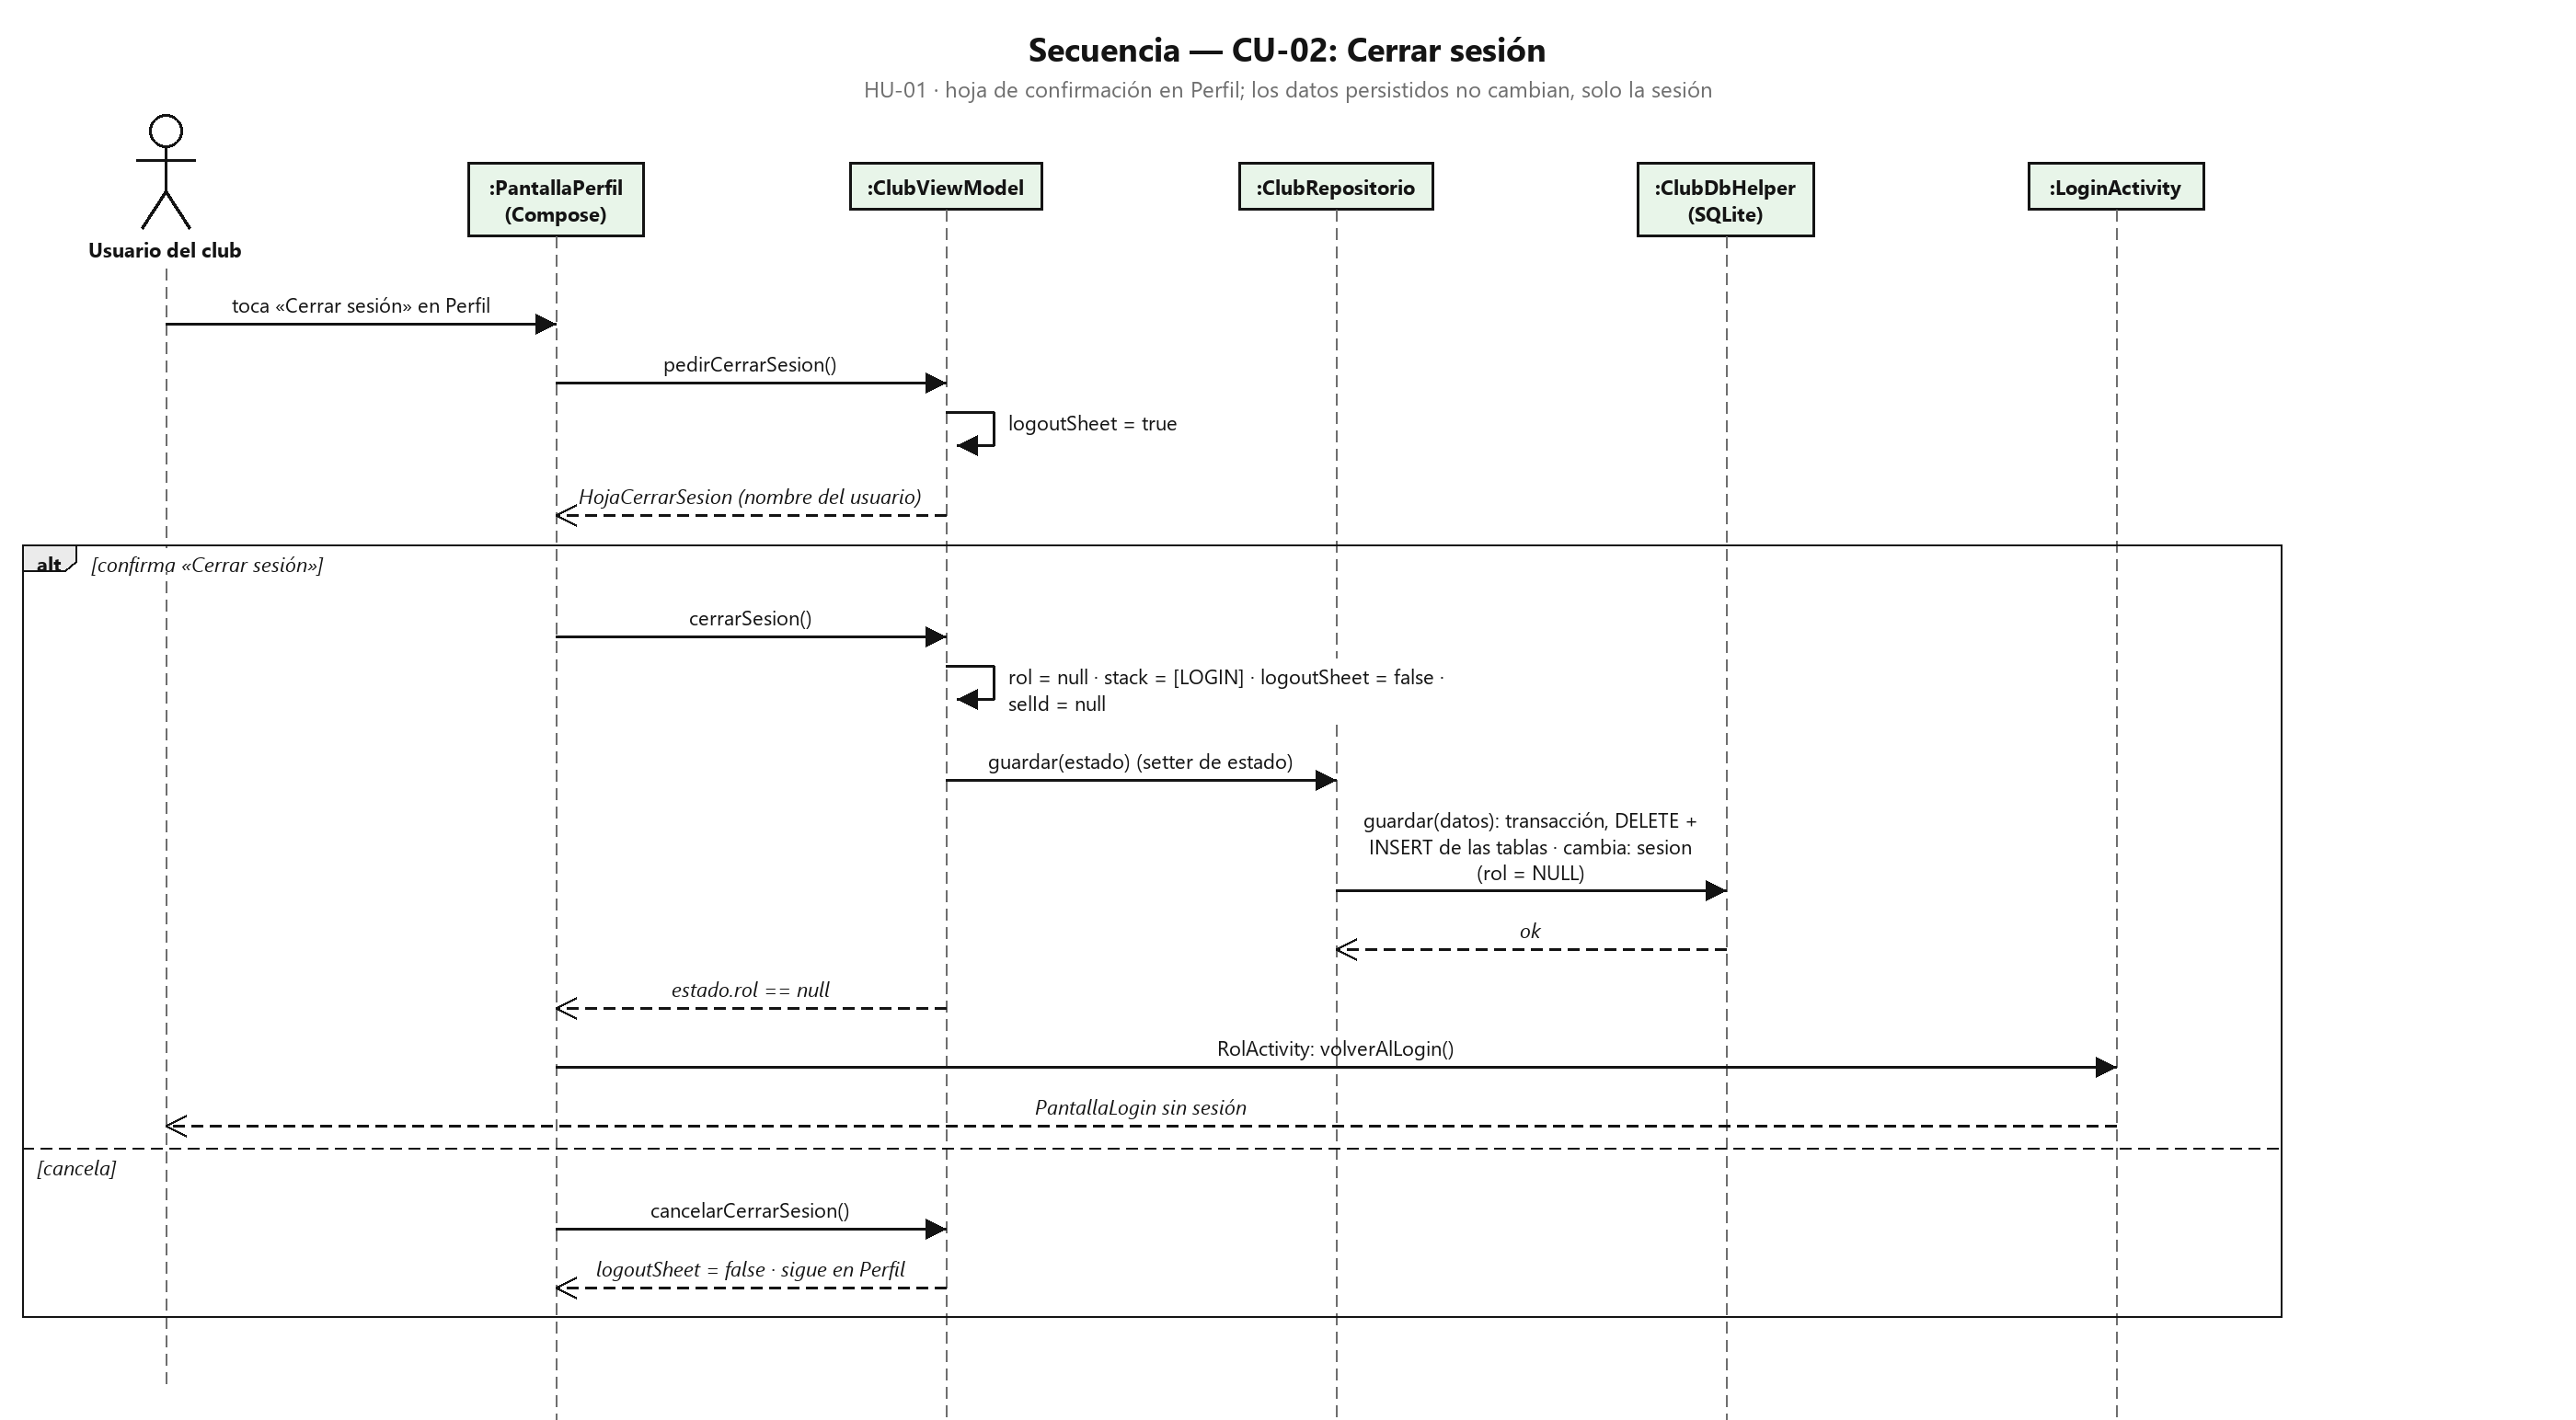 Secuencia — CU-02: Cerrar sesión
HU-01 · hoja de confirmación en Perfil; los datos persistidos no cambian, solo la sesión
Usuario del club
:PantallaPerfil
(Compose)
:ClubViewModel
:ClubRepositorio
:ClubDbHelper
(SQLite)
:LoginActivity
toca «Cerrar sesión» en Perfil
pedirCerrarSesion()
logoutSheet = true
HojaCerrarSesion (nombre del usuario)
alt
[confirma «Cerrar sesión»]
cerrarSesion()
rol = null · stack = [LOGIN] · logoutSheet = false ·
selId = null
guardar(estado) (setter de estado)
guardar(datos): transacción, DELETE +
INSERT de las tablas · cambia: sesion
(rol = NULL)
ok
estado.rol == null
RolActivity: volverAlLogin()
PantallaLogin sin sesión
[cancela]
cancelarCerrarSesion()
logoutSheet = false · sigue en Perfil